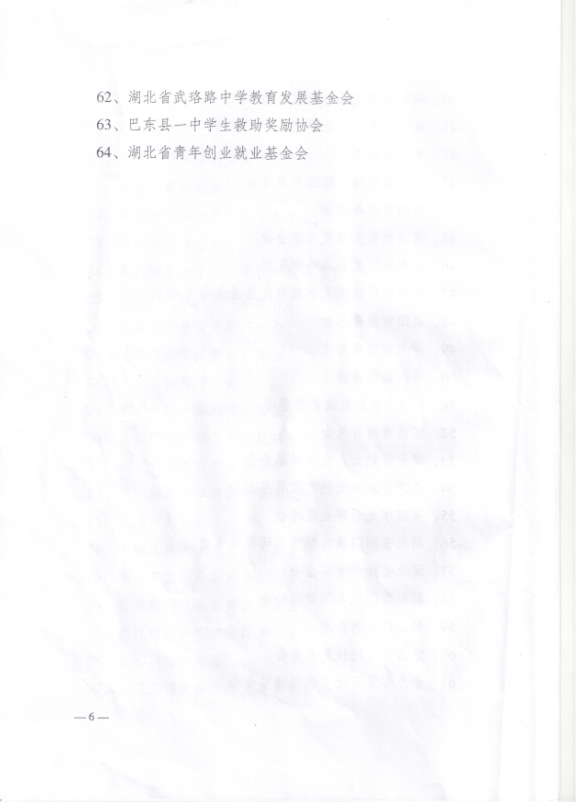 62、湖北省武珞路中学教育发展基金会
63、巴东县一中学生救助奖励协会
64、湖北省青年创业就业基金会
—6—